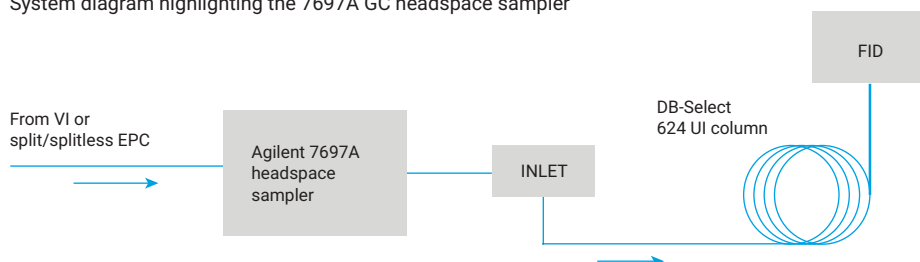 System diagram highlighting the 7697A GC headspace sampler
FID
From VI or
split/splitless EPC
DB-Select
624 UI column
Agilent 7697A
headspace
sampler
INLET